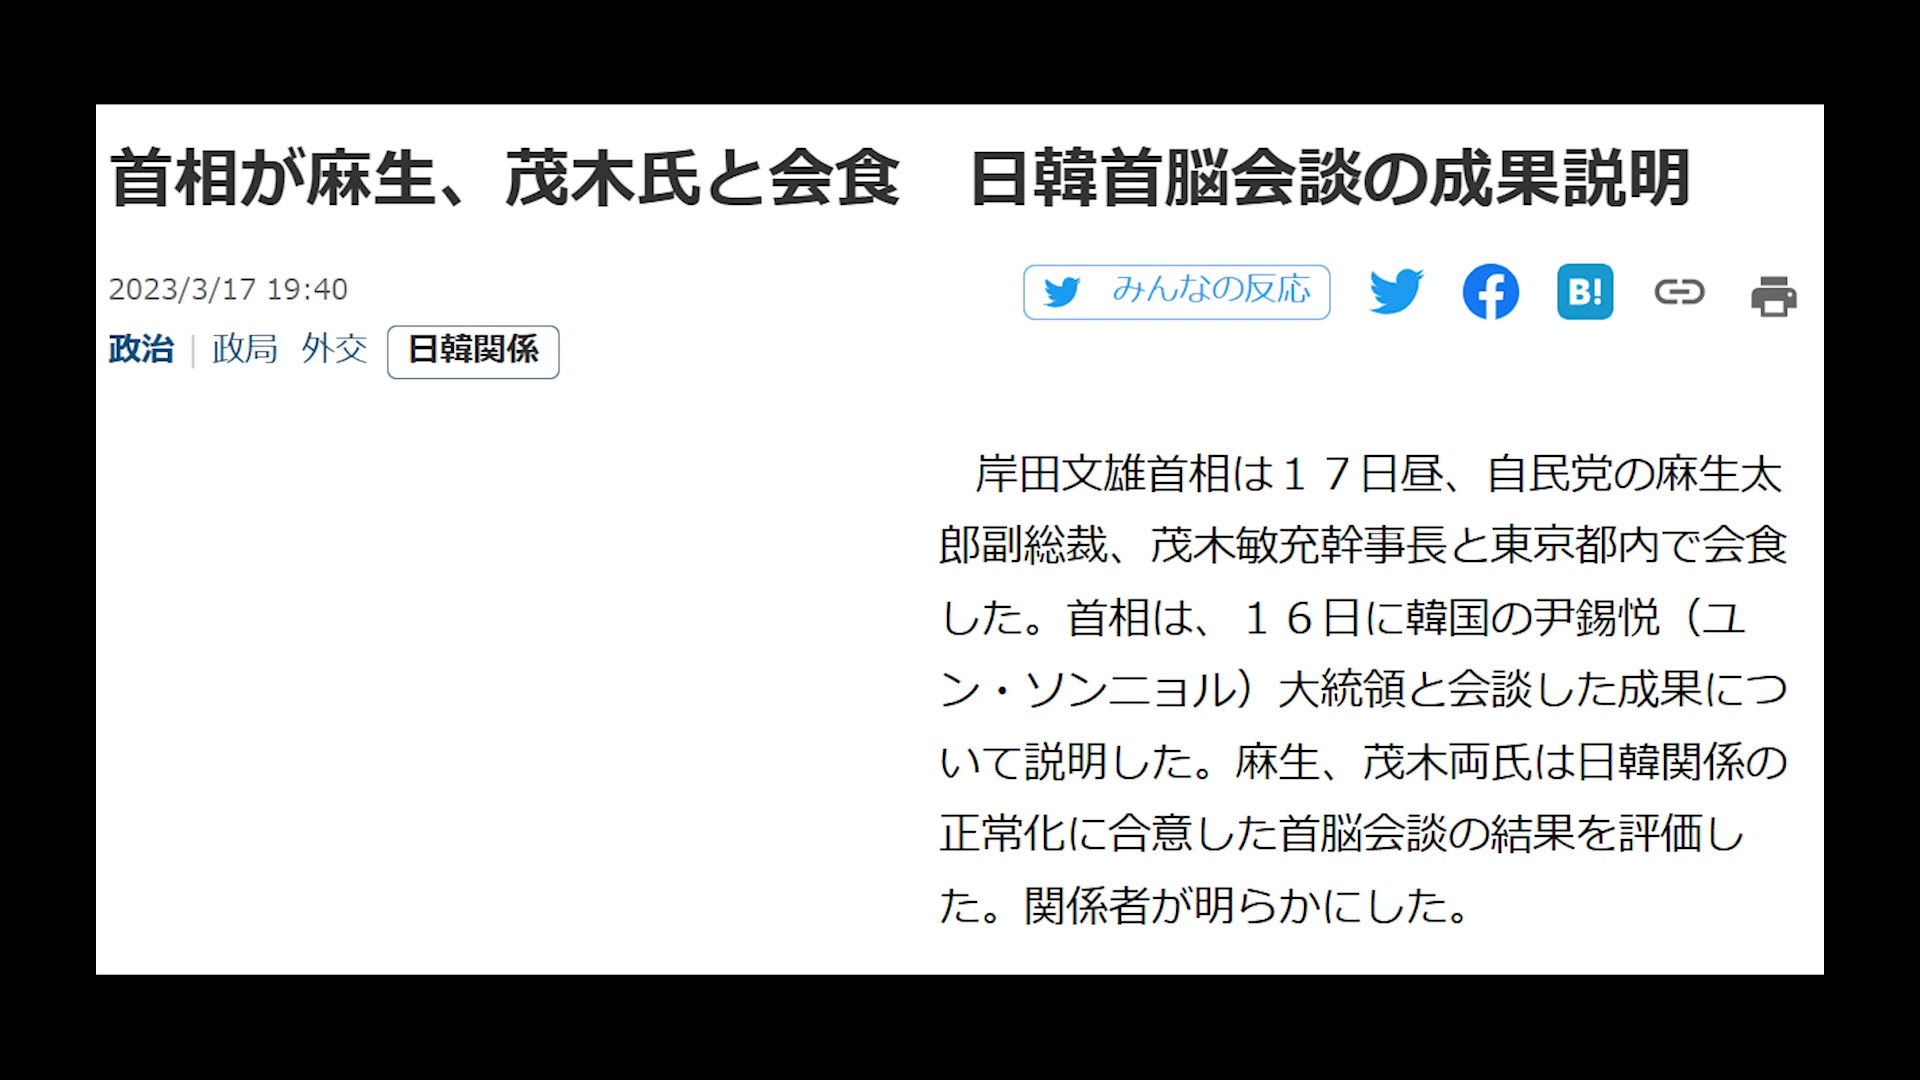 首相が麻生、茂木氏と会食　日韓首脳会談の成果説明
2023/3/17 19:40
みんなの反応
B!
政治 | 政局 外交 日韓関係
岸田文雄首相は１７日昼、自民党の麻生太
郎副総裁、茂木敏充幹事長と東京都内で会食
した。首相は、１６日に韓国の尹錫悦（ユ
ン・ソンニョル）大統領と会談した成果につ
いて説明した。麻生、茂木両氏は日韓関係の
正常化に合意した首脳会談の結果を評価し
た。関係者が明らかにした。